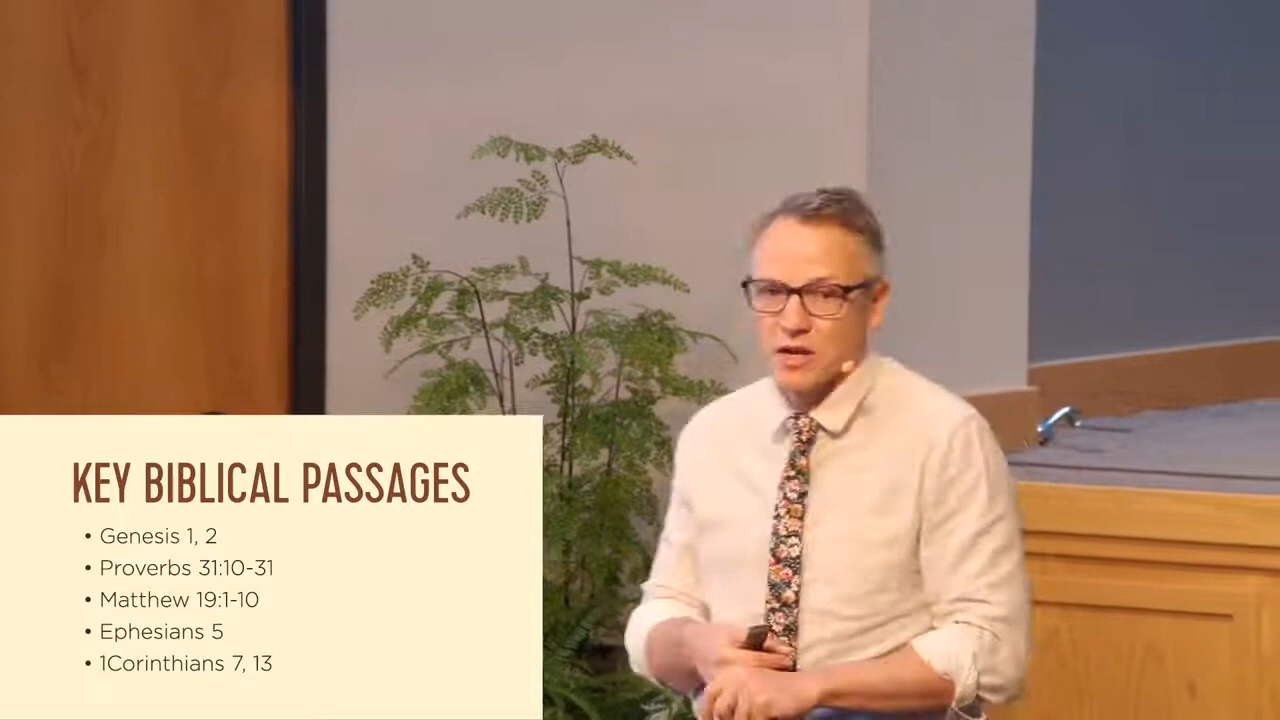 KEY BIBLICAL PASSAGES
• Genesis 1, 2
• Proverbs 31:10-31
• Matthew 19:1-10
• Ephesians 5
• 1Corinthians 7, 13